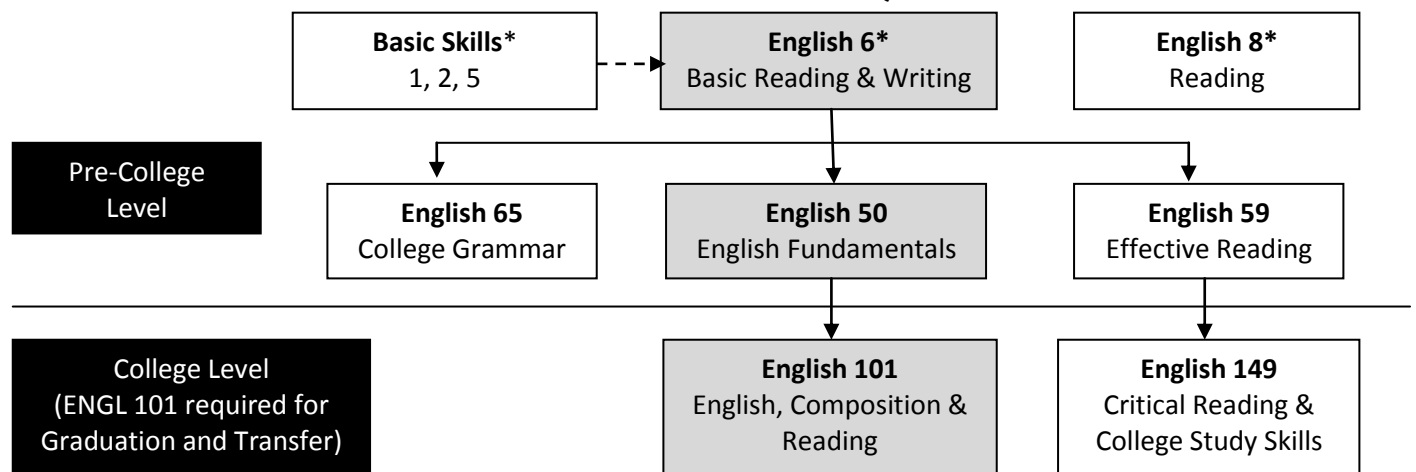 Basic Skills*
1, 2, 5
English 6*
Basic Reading & Writing
English 8*
Reading
Pre-College
Level
English 65
College Grammar
English 50
English Fundamentals
English 59
Effective Reading
College Level
(ENGL 101 required for
Graduation and Transfer)
English 101
English, Composition &
Reading
English 149
Critical Reading &
College Study Skills